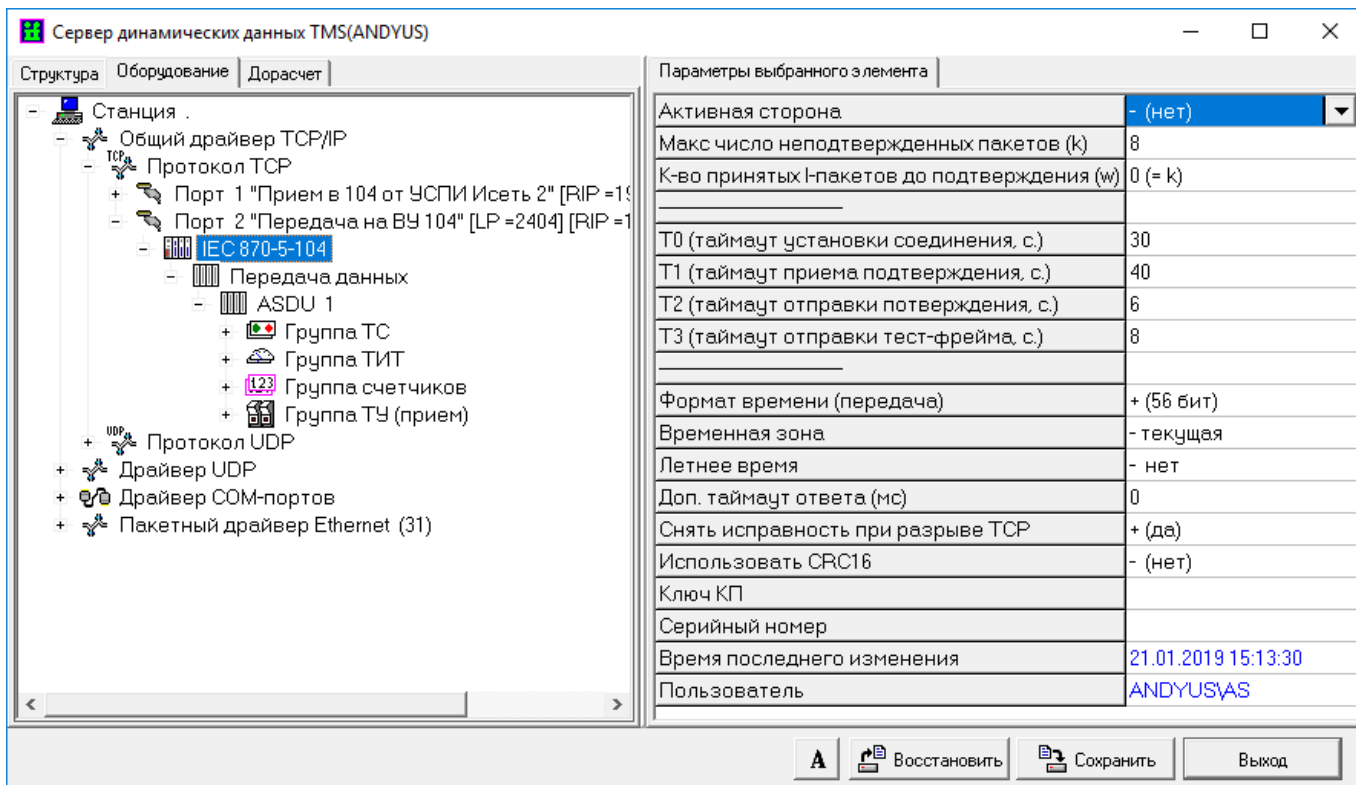 Сервер динамических данных TMS(ANDYUS)
Структура Оборудование Дорасчет
Станция .
Общий драйвер TCP/IP
TCP Протокол TCP
Порт 1 "Прием в 104 от УСПИ Исеть 2" [RIP =19
Порт 2 "Передача на ВУ 104" [LP =2404] [RIP =1
IEC 870-5-104
Передача данных
ASDU 1
Группа ТС
Группа ТИТ
123 Группа счетчиков
Группа ТУ (прием)
UDP Протокол UDP
Драйвер UDP
Драйвер COM-портов
Пакетный драйвер Ethernet (31)
Параметры выбранного элемента
Активная сторона - (нет)
Макс число неподтвержденных пакетов (k) 8
К-во принятых I-пакетов до подтверждения (w) 0 (= k)
T0 (таймаут установки соединения, с.) 30
T1 (таймаут приема подтверждения, с.) 40
T2 (таймаут отправки потверждения, с.) 6
T3 (таймаут отправки тест-фрейма, с.) 8
Формат времени (передача) + (56 бит)
Временная зона - текущая
Летнее время - нет
Доп. таймаут ответа (мс) 0
Снять исправность при разрыве TCP + (да)
Использовать CRC16 - (нет)
Ключ КП
Серийный номер
Время последнего изменения 21.01.2019 15:13:30
Пользователь ANDYUS\AS
A Восстановить Сохранить Выход